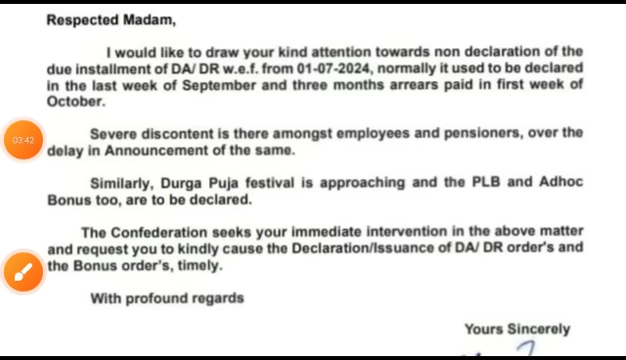 Respected Madam,
I would like to draw your kind attention towards non declaration of the
due installment of DA/ DR w.e.f. from 01-07-2024, normally it used to be declared
in the last week of September and three months arrears paid in first week of
October.
03:42
Severe discontent is there amongst employees and pensioners, over the
delay in Announcement of the same.
Similarly, Durga Puja festival is approaching and the PLB and Adhoc
Bonus too, are to be declared.
The Confederation seeks your immediate intervention in the above matter
and request you to kindly cause the Declaration/Issuance of DA/ DR order's and
the Bonus order's, timely.
With profound regards
Yours Sincerely